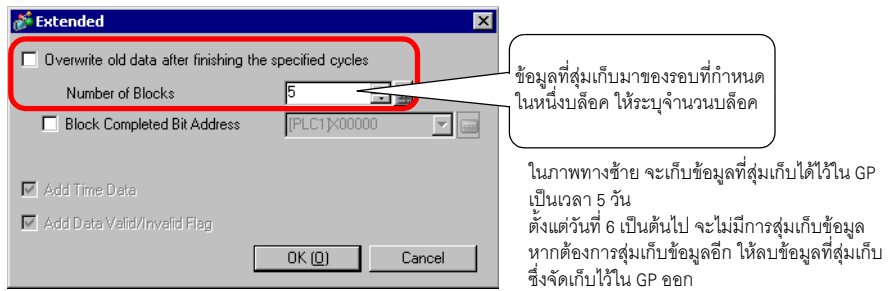 Extended
Overwrite old data after finishing the specified cycles
Number of Blocks
5
Block Completed Bit Address
[PLC1]X00000
Add Time Data
Add Data Valid/Invalid Flag
OK (O)
Cancel
ข้อมูลที่สุ่มเก็บมาของรอบที่กำหนด
ในหนึ่งบล็อค ให้ระบุจำนวนบล็อค
ในภาพทางซ้าย จะเก็บข้อมูลที่สุ่มเก็บได้ไว้ใน GP
เป็นเวลา 5 วัน
ตั้งแต่วันที่ 6 เป็นต้นไป จะไม่มีการสุ่มเก็บข้อมูล
หากต้องการสุ่มเก็บข้อมูลอีก ให้ลบข้อมูลที่สุ่มเก็บ
ซึ่งจัดเก็บไว้ใน GP ออก